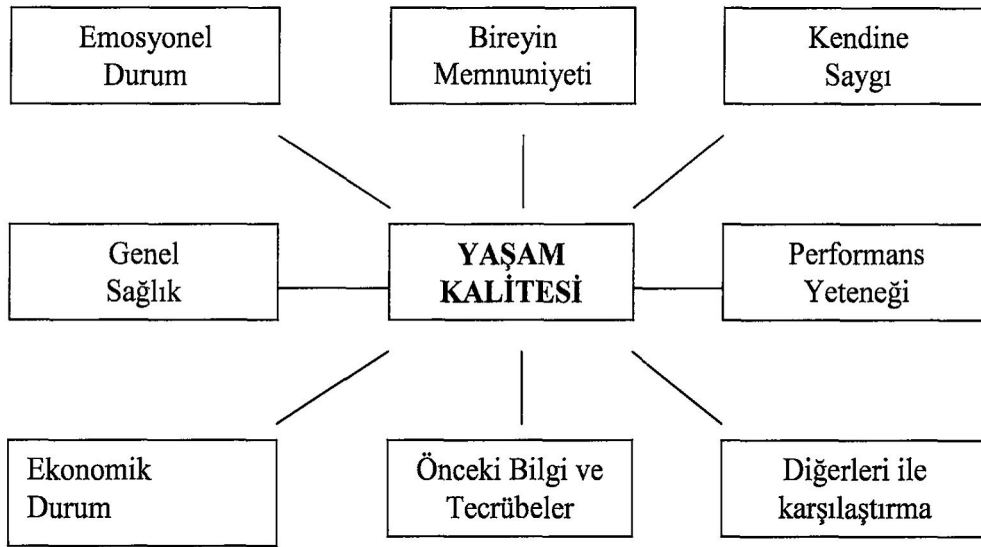 Emosyonel
Durum
Bireyin
Memnuniyeti
Kendine
Saygı
Genel
Sağlık
YAŞAM
KALİTESİ
Performans
Yeteneği
Ekonomik
Durum
Önceki Bilgi ve
Tecrübeler
Diğerleri ile
karşılaştırma